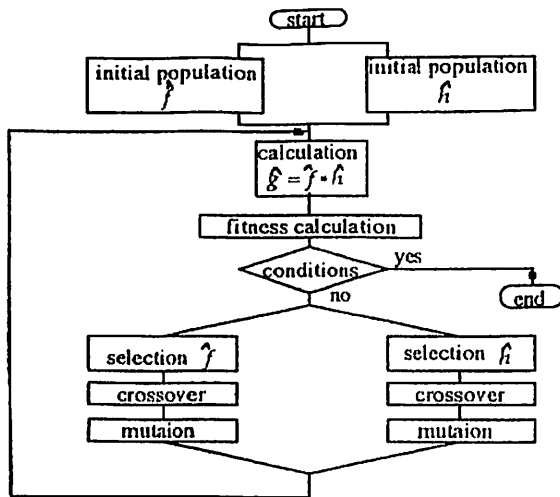 start
initial population
f̂
initial population
ĥ
calculation
ĝ = f̂ * ĥ
fitness calculation
conditions
yes
no
end
selection f̂
selection ĥ
crossover
crossover
mutaion
mutaion